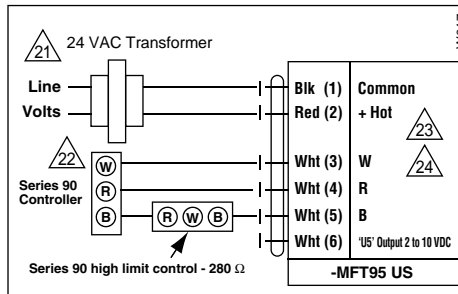 21 24 VAC Transformer
Line
Volts
Blk (1) Common
Red (2) + Hot
23
22
Wht (3) W
24
Series 90
Controller
W
R
B
Wht (4) R
Wht (5) B
R W B
Wht (6) 'U5' Output 2 to 10 VDC
Series 90 high limit control - 280 Ω
-MFT95 US